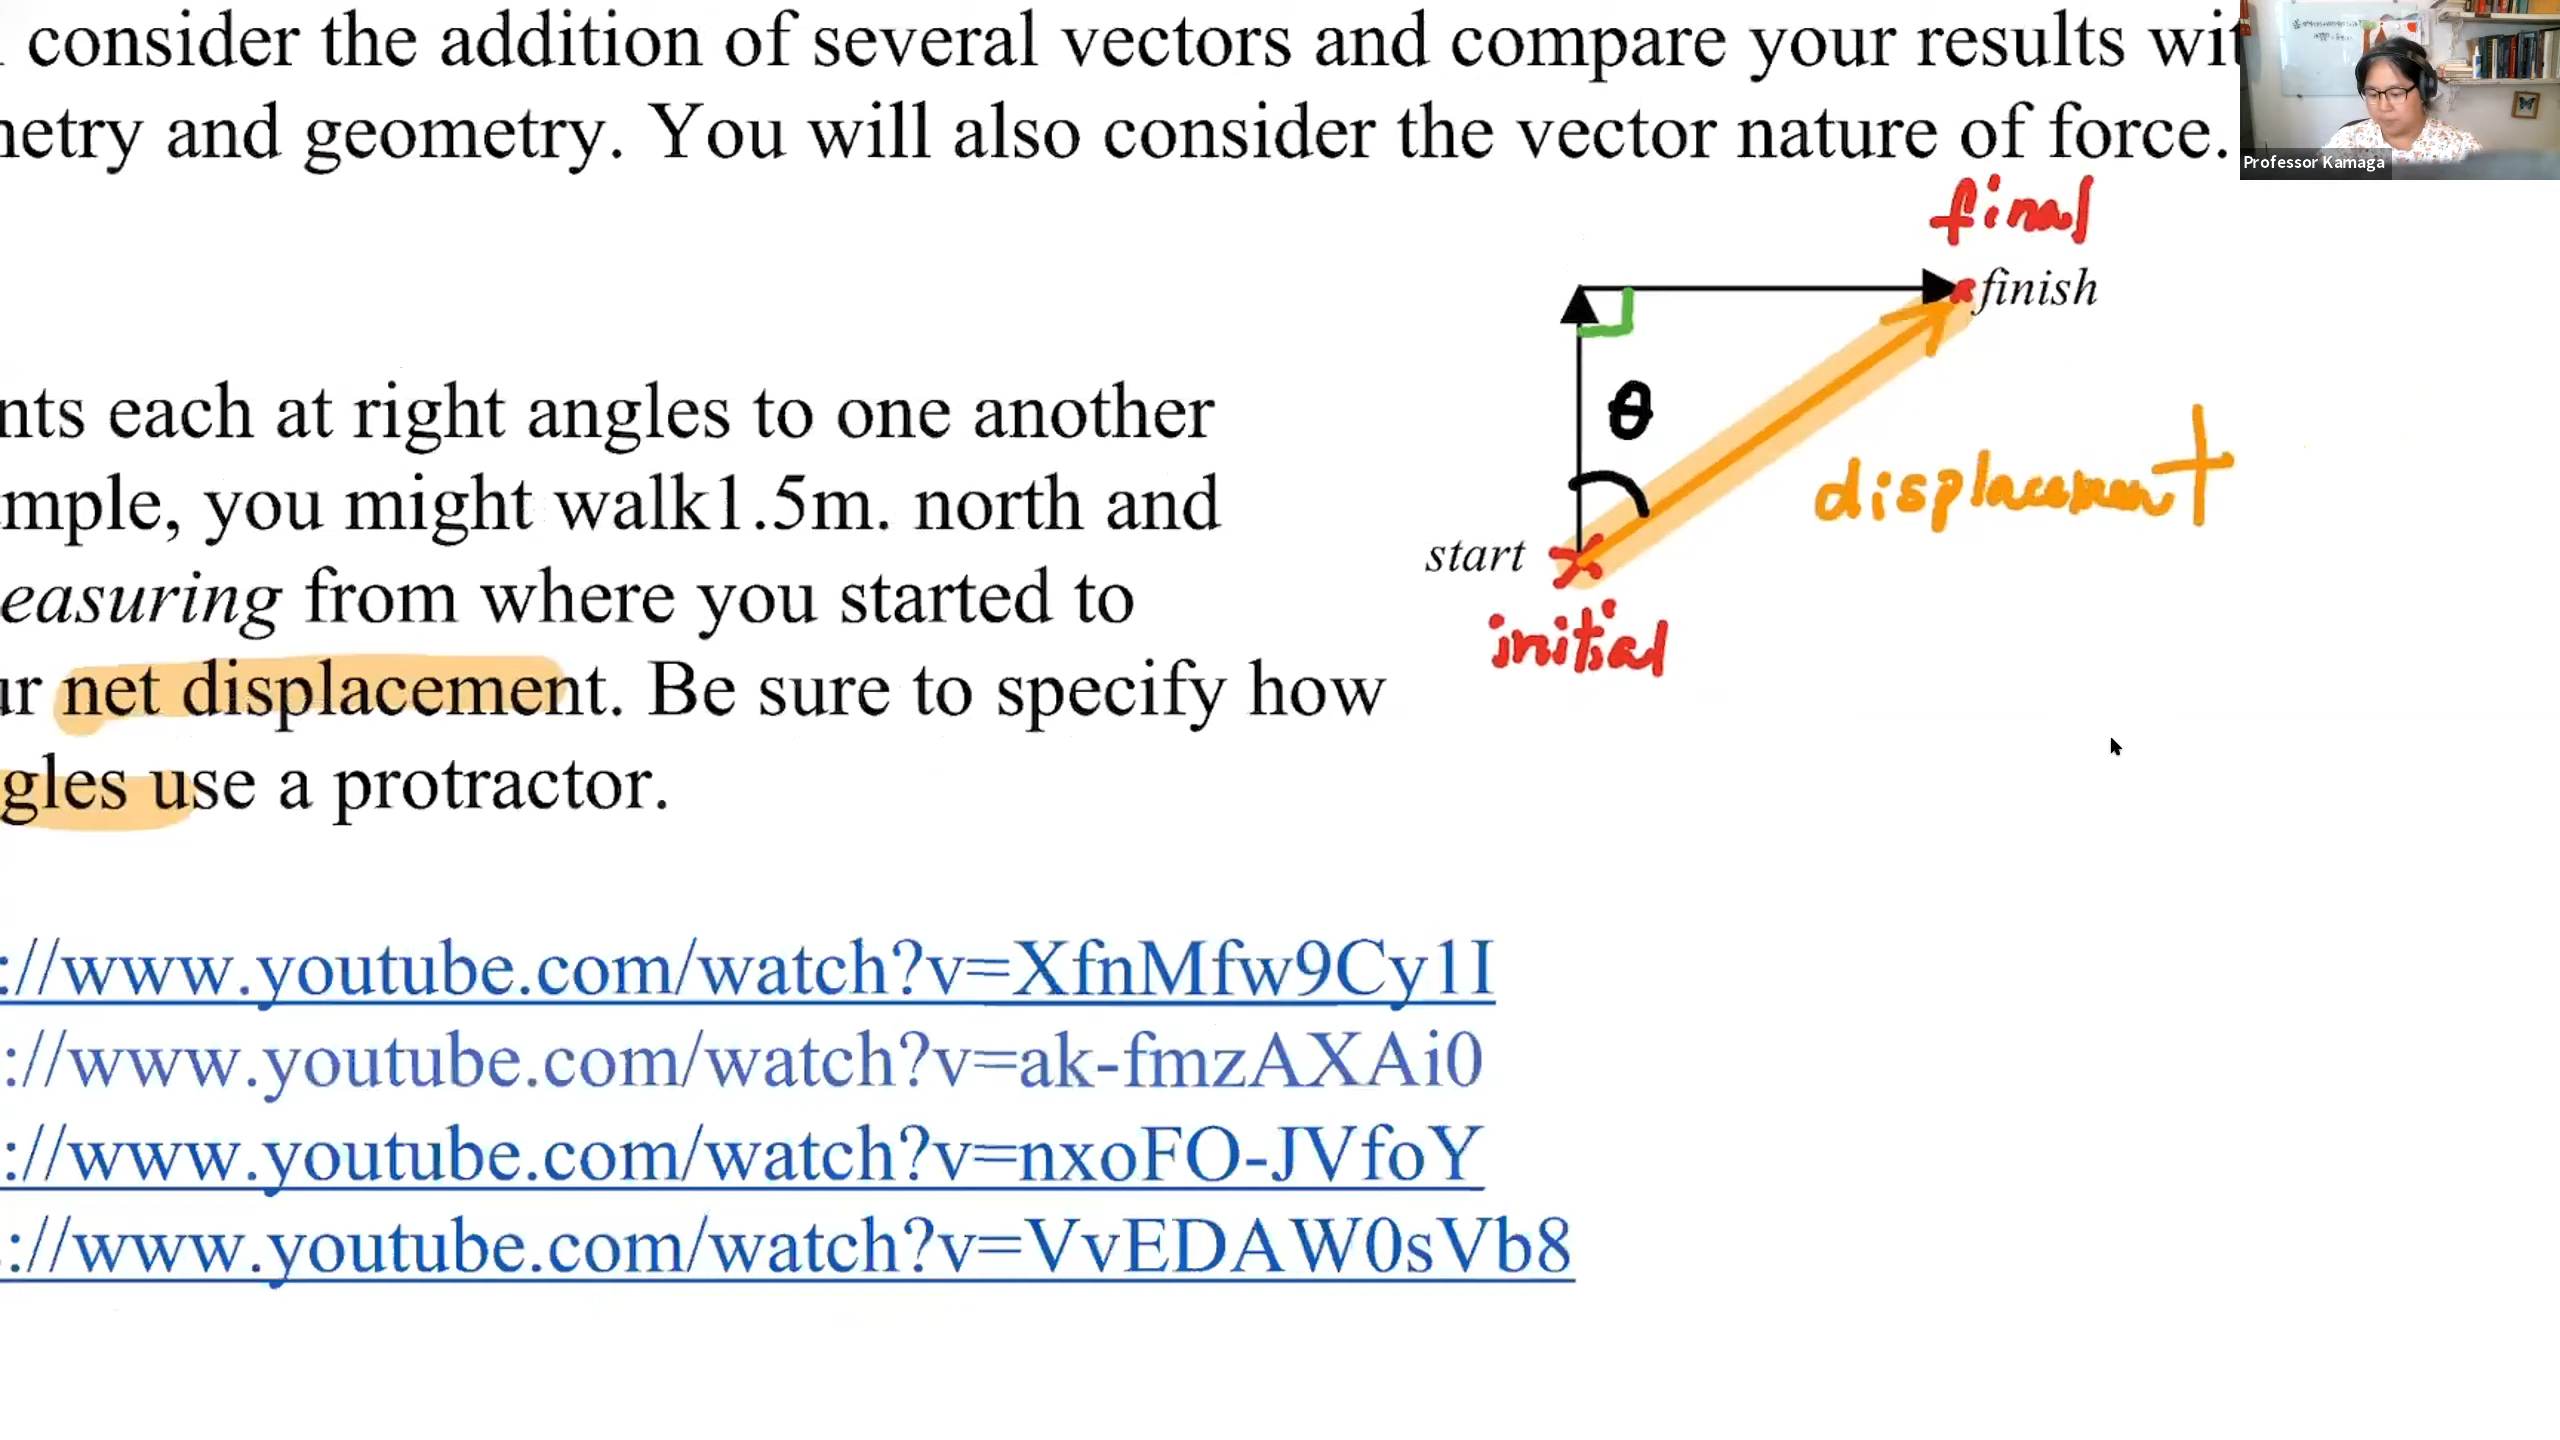 consider the addition of several vectors and compare your results wit
Professor Kamaga
netry and geometry. You will also consider the vector nature of force.
final
finish
nts each at right angles to one another
θ
mple, you might walk1.5m. north and
displacement
start
easuring from where you started to
initial
ur net displacement. Be sure to specify how
gles use a protractor.
://www.youtube.com/watch?v=XfnMfw9Cy1I
://www.youtube.com/watch?v=ak-fmzAXAi0
://www.youtube.com/watch?v=nxoFO-JVfoY
://www.youtube.com/watch?v=VvEDAW0sVb8